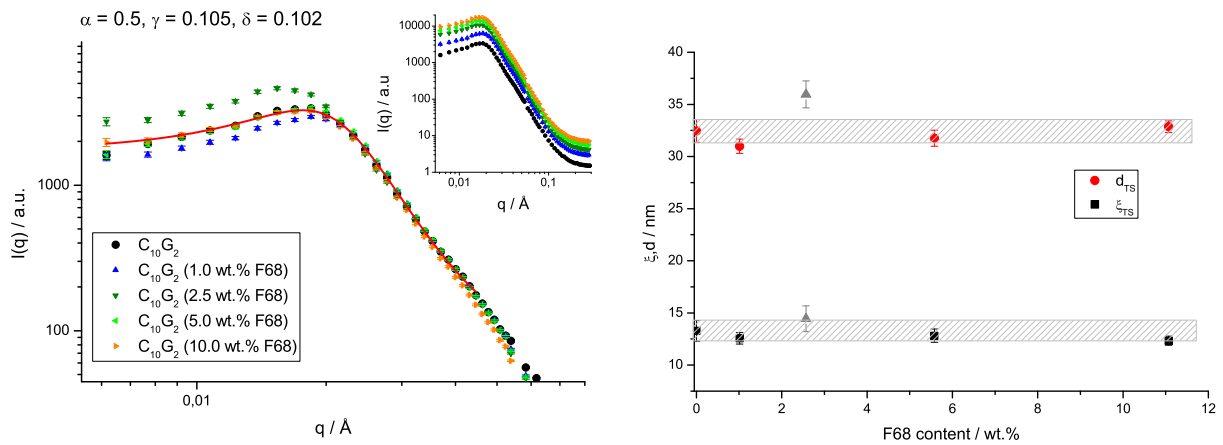 α = 0.5, γ = 0.105, δ = 0.102
I(q) / a.u.
1000
100
0,01
q / Å
C₁₀G₂
C₁₀G₂ (1.0 wt.% F68)
C₁₀G₂ (2.5 wt.% F68)
C₁₀G₂ (5.0 wt.% F68)
C₁₀G₂ (10.0 wt.% F68)
I(q) / a.u
10000
1000
100
10
1
0,01 0,1
q / Å
ξ,d / nm
40
35
30
25
20
15
10
d_TS
ξ_TS
0 2 4 6 8 10 12
F68 content / wt.%